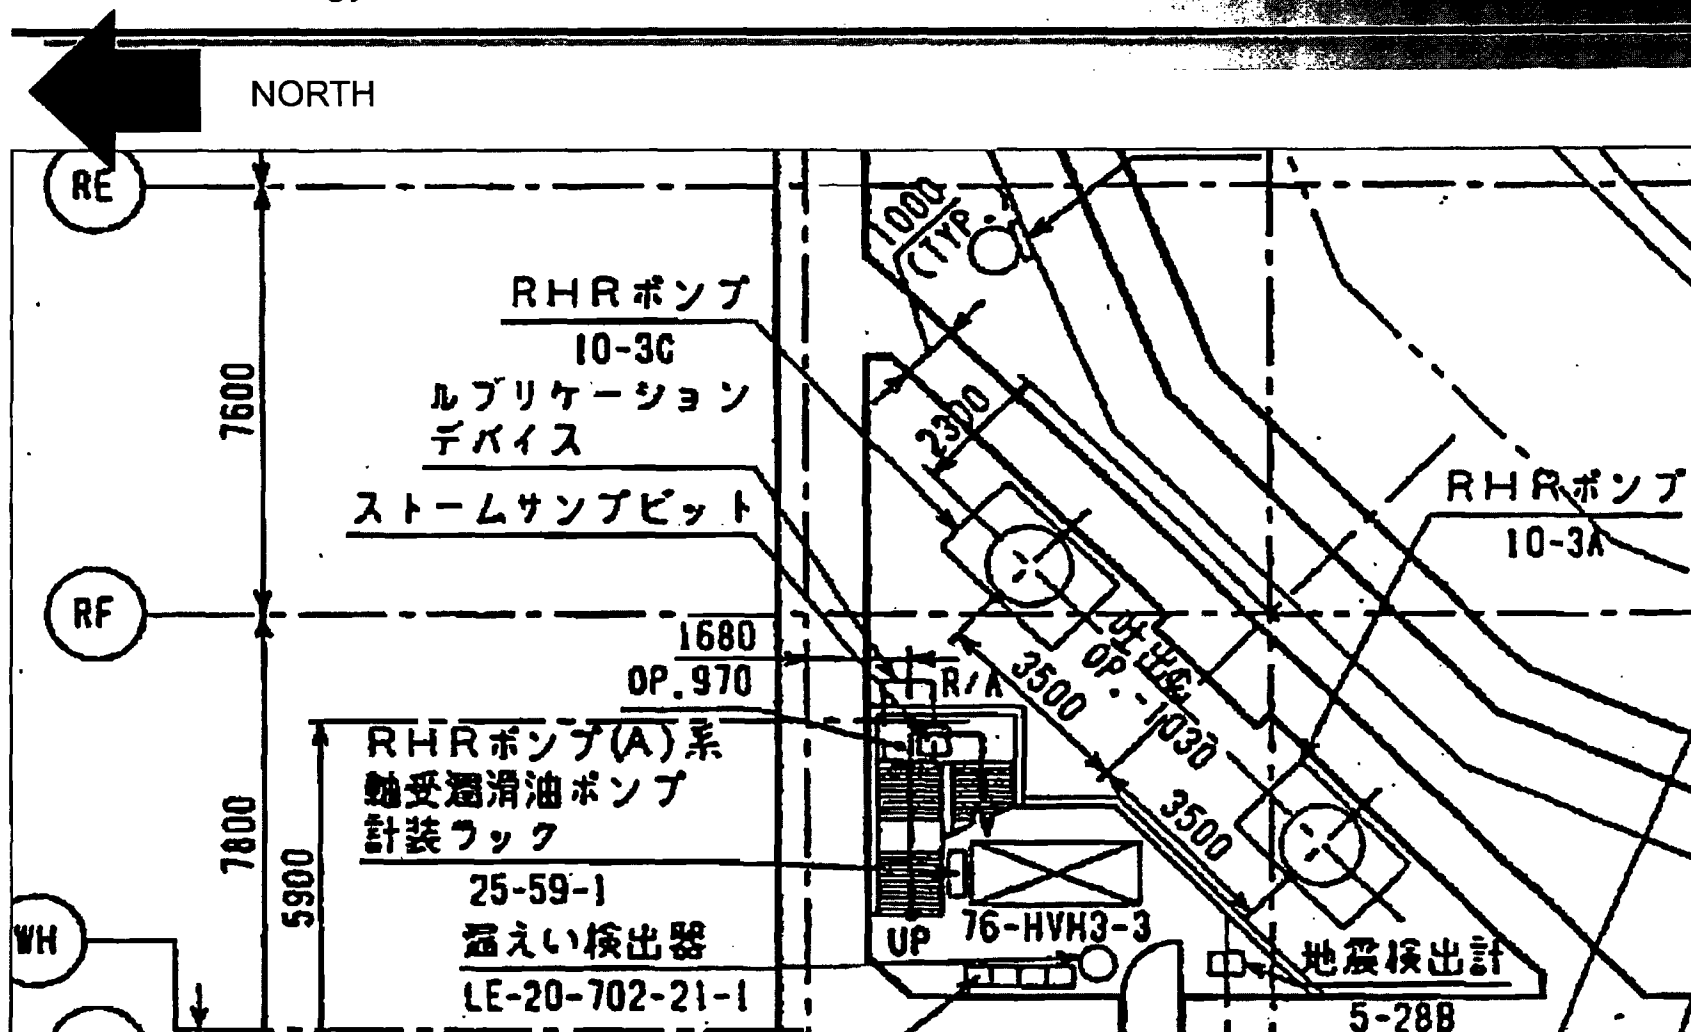 NORTH
RE
1000
(TYP.
RHRポンプ
10-3C
7600
ルブリケーション
デバイス
2300
ストームサンプピット
RHRポンプ
10-3A
RF
1680
OP.970
R/A
3500
吐出
OP.-1030
RHRポンプ(A)系
軸受潤滑油ポンプ
計装ラック
25-59-1
7800
5900
3500
WH
漏えい検出器
LE-20-702-21-1
UP
76-HVH3-3
地震検出計
5-28B